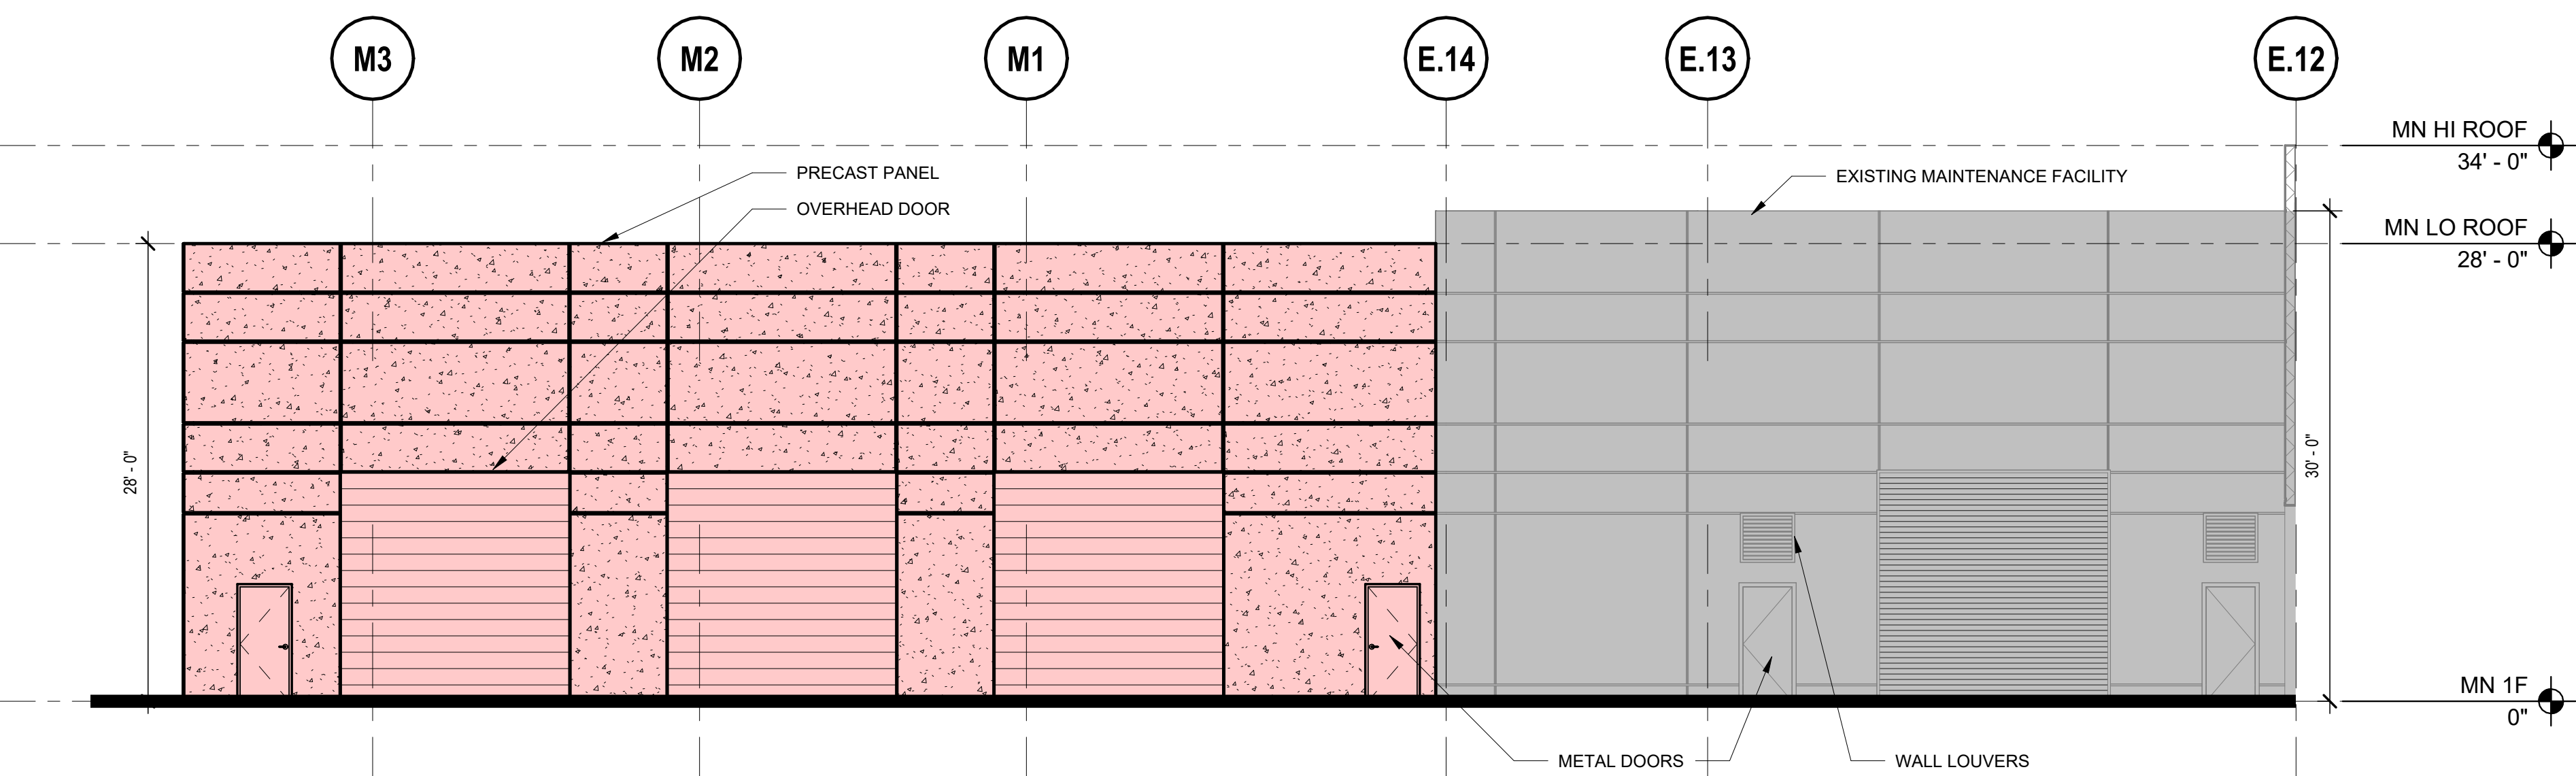 M3
M2
M1
E.14
E.13
E.12
MN HI ROOF
34' - 0"
PRECAST PANEL
EXISTING MAINTENANCE FACILITY
OVERHEAD DOOR
MN LO ROOF
28' - 0"
28' - 0"
30' - 0"
MN 1F
0"
METAL DOORS
WALL LOUVERS